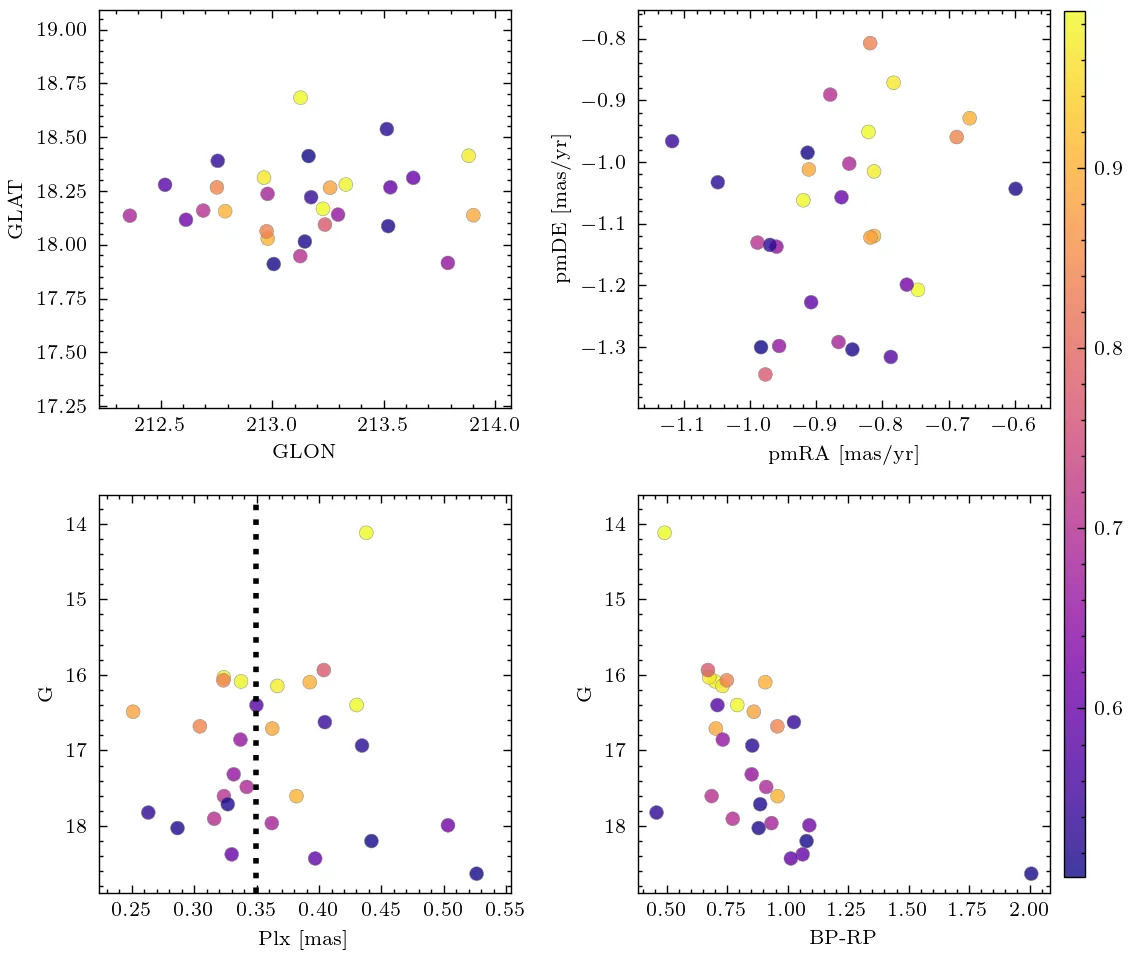 19.00
18.75
18.50
18.25
18.00
17.75
17.50
17.25
GLAT
212.5 213.0 213.5 214.0
GLON
−0.8
−0.9
−1.0
−1.1
−1.2
−1.3
pmDE [mas/yr]
−1.1 −1.0 −0.9 −0.8 −0.7 −0.6
pmRA [mas/yr]
14
15
16
17
18
G
0.25 0.30 0.35 0.40 0.45 0.50 0.55
Plx [mas]
14
15
16
17
18
G
0.50 0.75 1.00 1.25 1.50 1.75 2.00
BP-RP
0.9
0.8
0.7
0.6